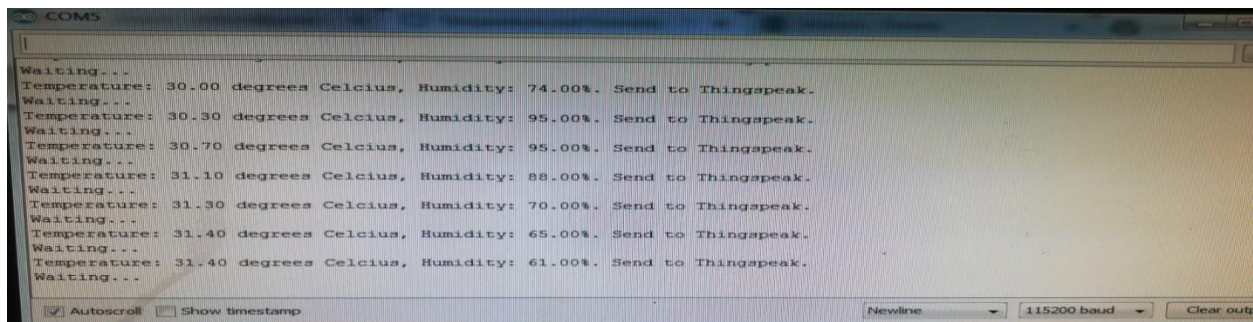 COM5
Waiting...
Temperature: 30.00 degrees Celcius, Humidity: 74.00%. Send to Thingspeak.
Waiting...
Temperature: 30.30 degrees Celcius, Humidity: 95.00%. Send to Thingspeak.
Waiting...
Temperature: 30.70 degrees Celcius, Humidity: 95.00%. Send to Thingspeak.
Waiting...
Temperature: 31.10 degrees Celcius, Humidity: 88.00%. Send to Thingspeak.
Waiting...
Temperature: 31.30 degrees Celcius, Humidity: 70.00%. Send to Thingspeak.
Waiting...
Temperature: 31.40 degrees Celcius, Humidity: 65.00%. Send to Thingspeak.
Waiting...
Temperature: 31.40 degrees Celcius, Humidity: 61.00%. Send to Thingspeak.
Waiting...
Autoscroll Show timestamp Newline 115200 baud Clear outp